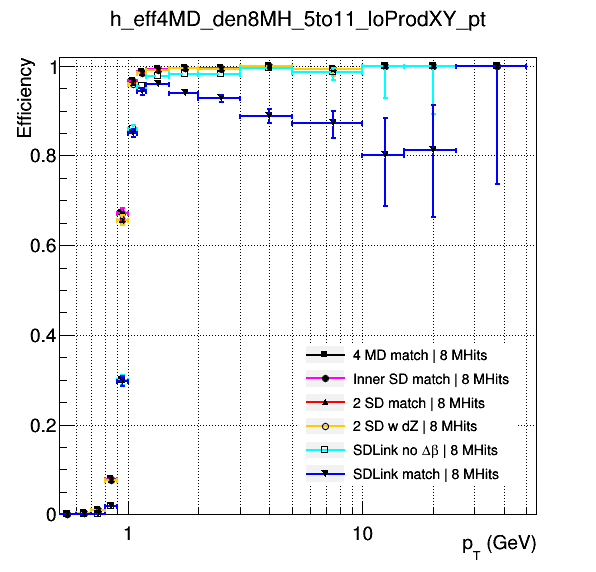 h_eff4MD_den8MH_5to11_loProdXY_pt
Efficiency
1
0.8
0.6
0.4
0.2
0
4 MD match | 8 MHits
Inner SD match | 8 MHits
2 SD match | 8 MHits
2 SD w dZ | 8 MHits
SDLink no Δβ | 8 MHits
SDLink match | 8 MHits
1
10
p_T (GeV)